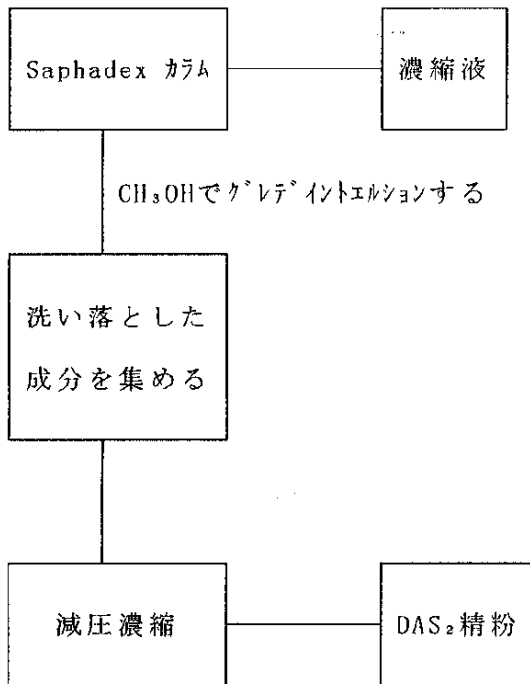 Saphadex カラム
濃縮液
CH₃OHでグレデイントエルションする
洗い落とした
成分を集める
減圧濃縮
DAS₂精粉